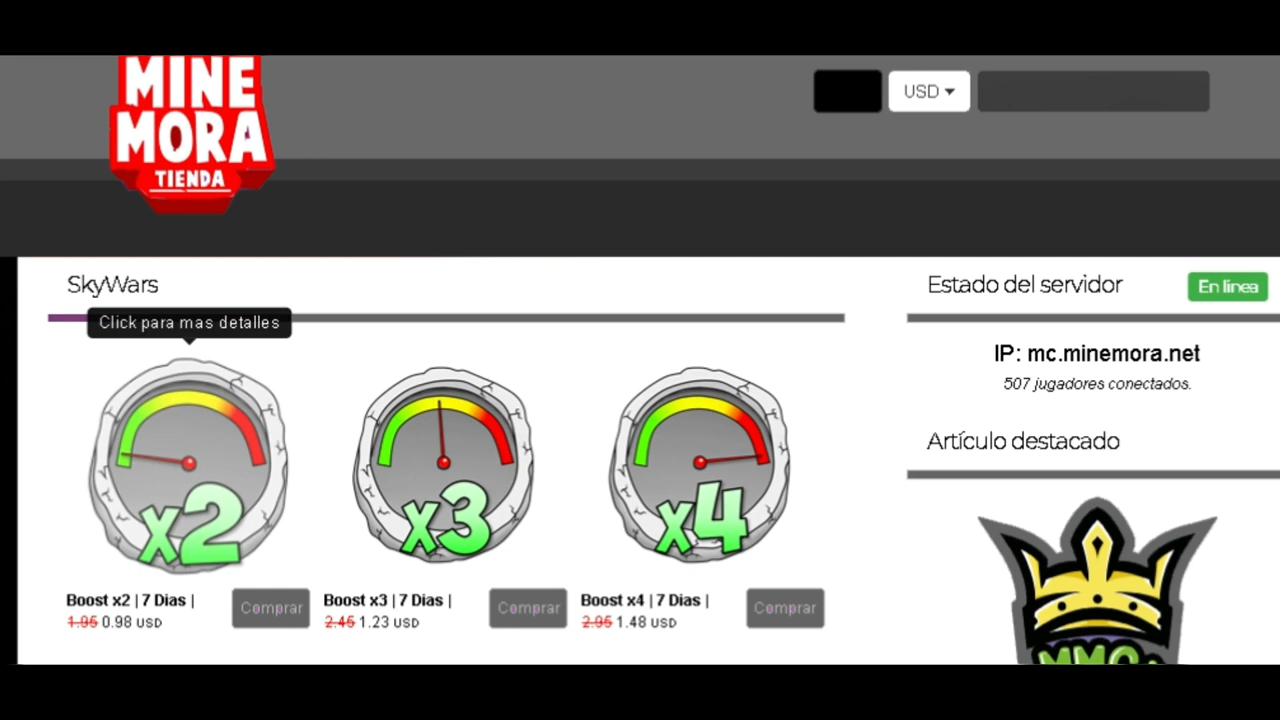 MINE
MORA
TIENDA
USD
SkyWars
Click para mas detalles
x2
x3
x4
Boost x2 | 7 Dias |
1.95 0.98 USD
Comprar
Boost x3 | 7 Dias |
2.45 1.23 USD
Comprar
Boost x4 | 7 Dias |
2.95 1.48 USD
Comprar
Estado del servidor
En línea
IP: mc.minemora.net
507 jugadores conectados.
Artículo destacado